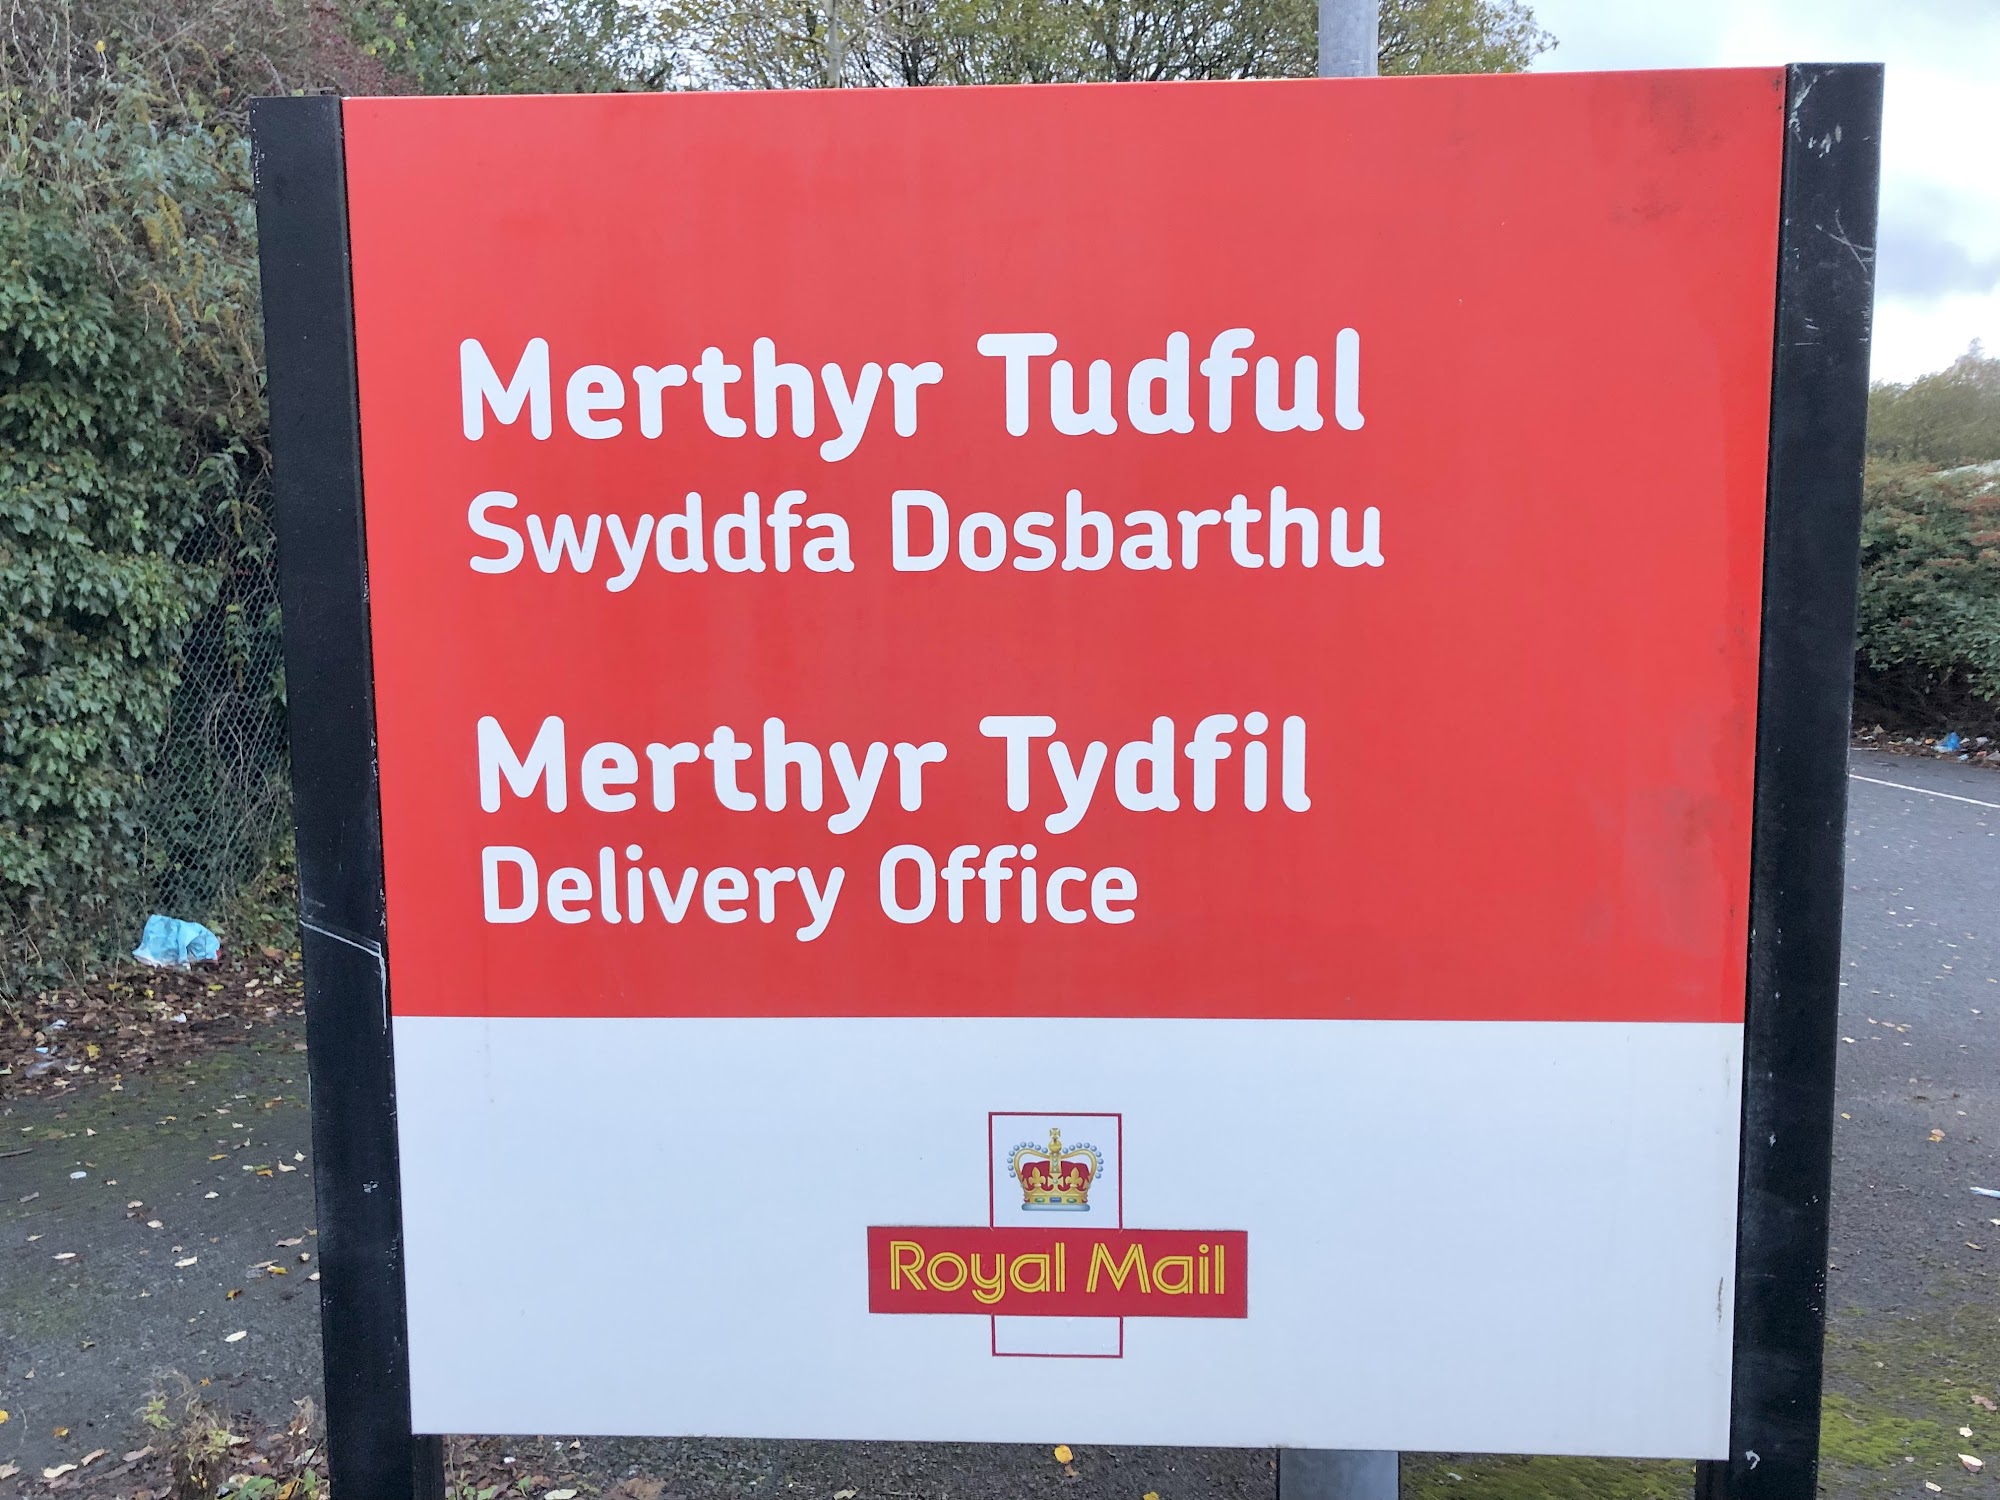 Merthyr Tudful
Swyddfa Dosbarthu
Merthyr Tydfil
Delivery Office
Royal Mail